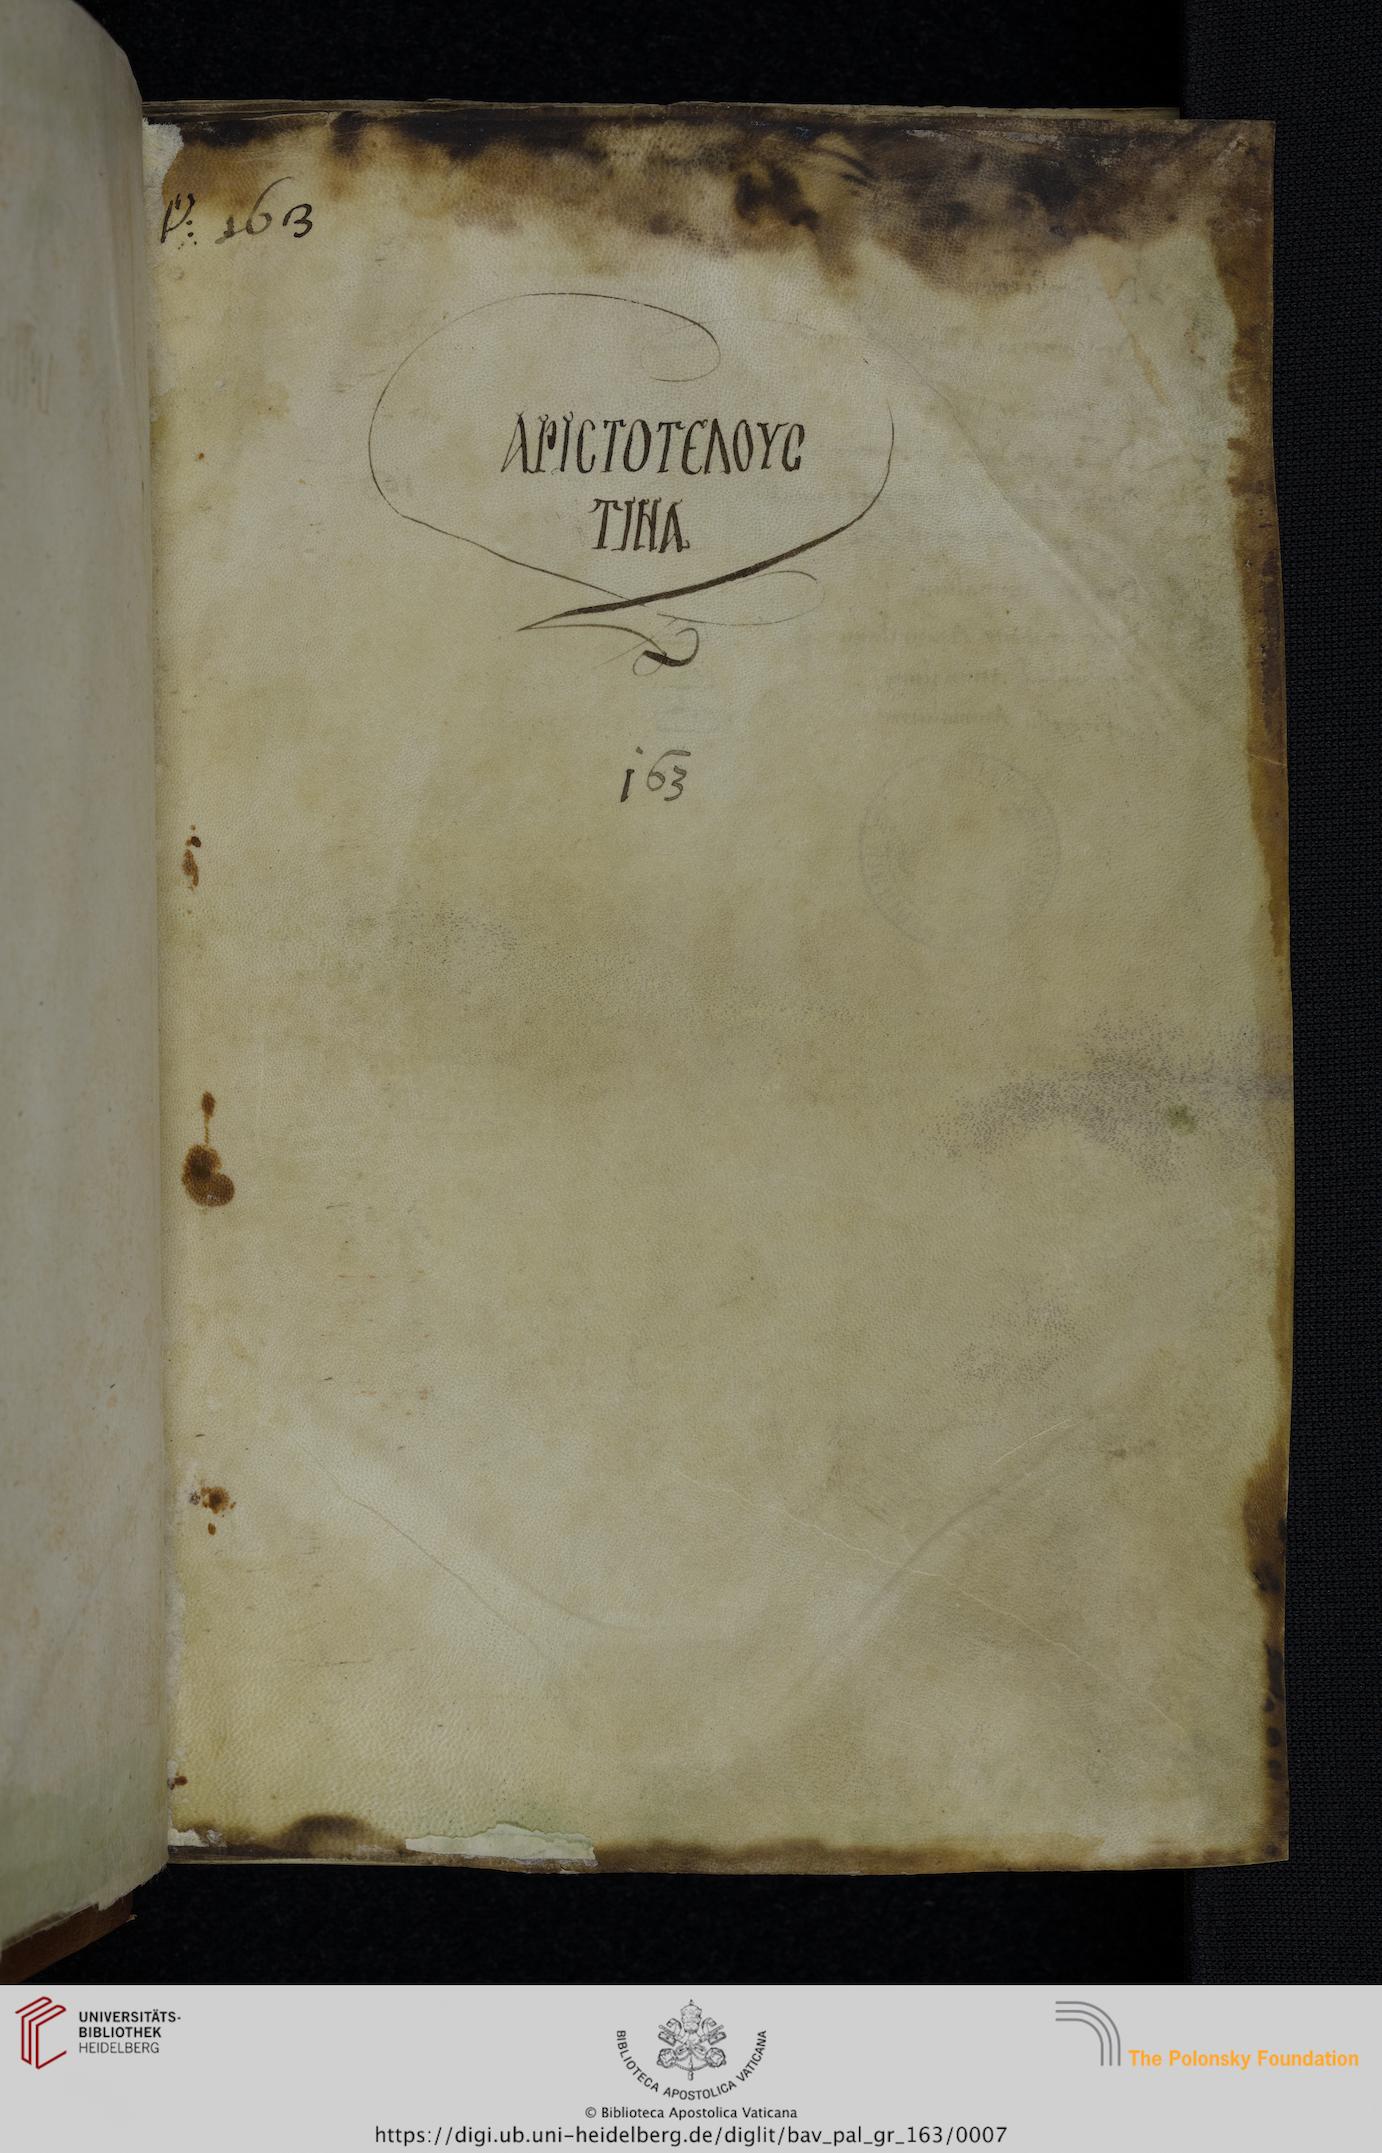 163
ΑΡΙCΤΟΤΕΛΟΥC
ΤΙΝΑ
163
UNIVERSITÄTS-
BIBLIOTHEK
HEIDELBERG
BIBLIOTECA APOSTOLICA VATICANA
The Polonsky Foundation
© Biblioteca Apostolica Vaticana
https://digi.ub.uni-heidelberg.de/diglit/bav_pal_gr_163/0007